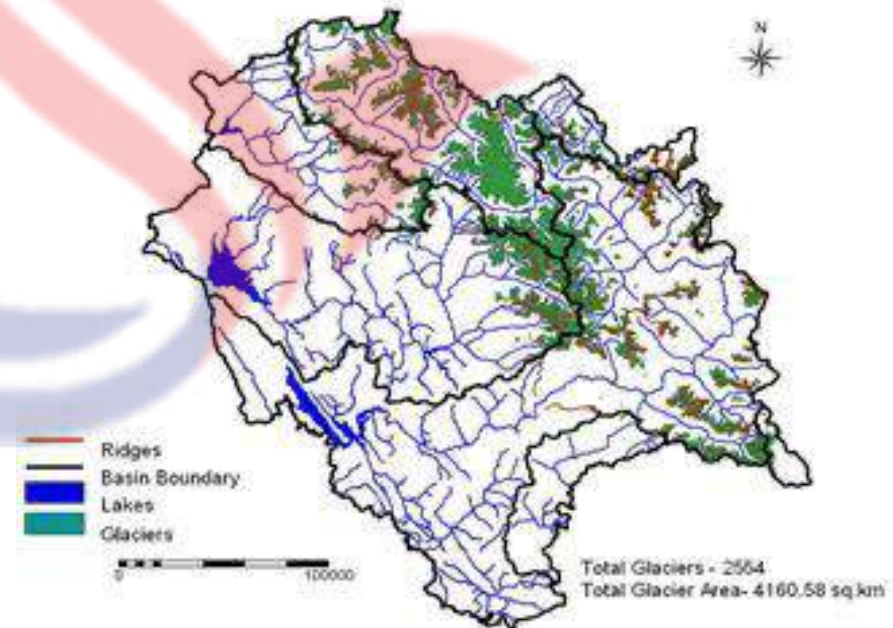 N
Ridges
Basin Boundary
Lakes
Glaciers
0 100000
Total Glaciers - 2554
Total Glacier Area- 4160.58 sq.km